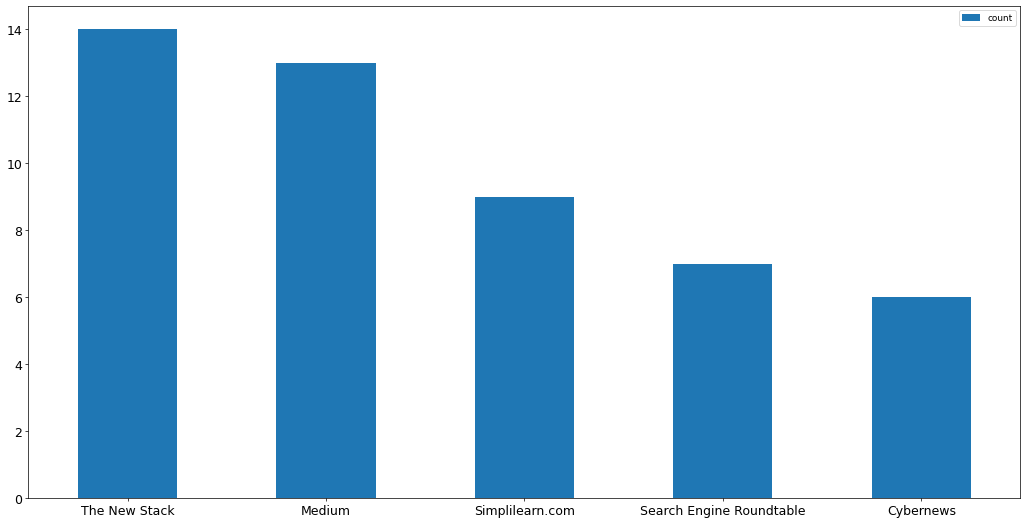 count
14
12
10
8
6
4
2
0
The New Stack
Medium
Simplilearn.com
Search Engine Roundtable
Cybernews